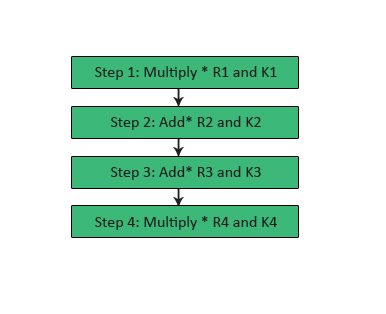 Step 1: Multiply * R1 and K1
Step 2: Add* R2 and K2
Step 3: Add* R3 and K3
Step 4: Multiply * R4 and K4